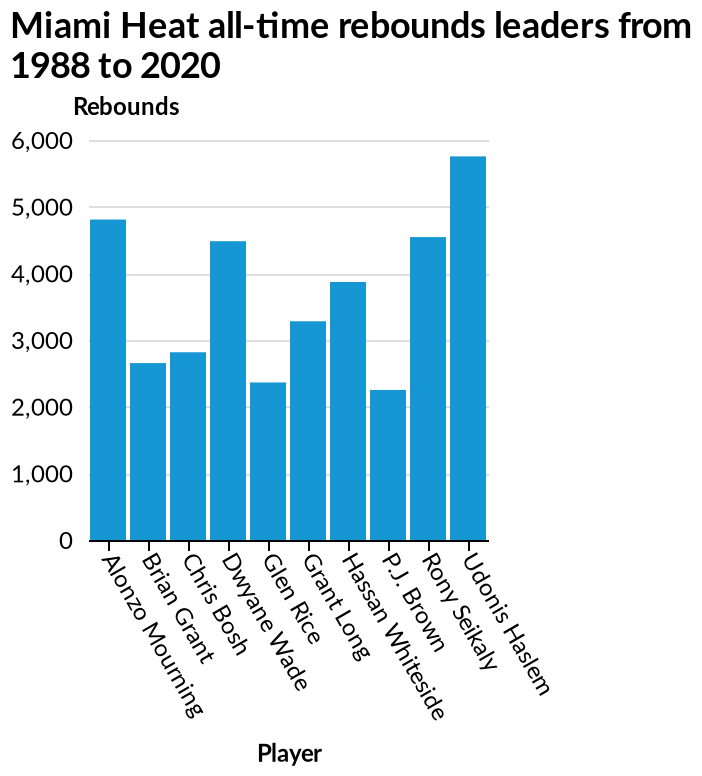 Miami Heat all-time rebounds leaders from
1988 to 2020
Rebounds
6,000
5,000
4,000
3,000
2,000
1,000
0
Alonzo Mourning
Brian Grant
Chris Bosh
Dwyane Wade
Glen Rice
Grant Long
Hassan Whiteside
P.J. Brown
Rony Seikaly
Udonis Haslem
Player